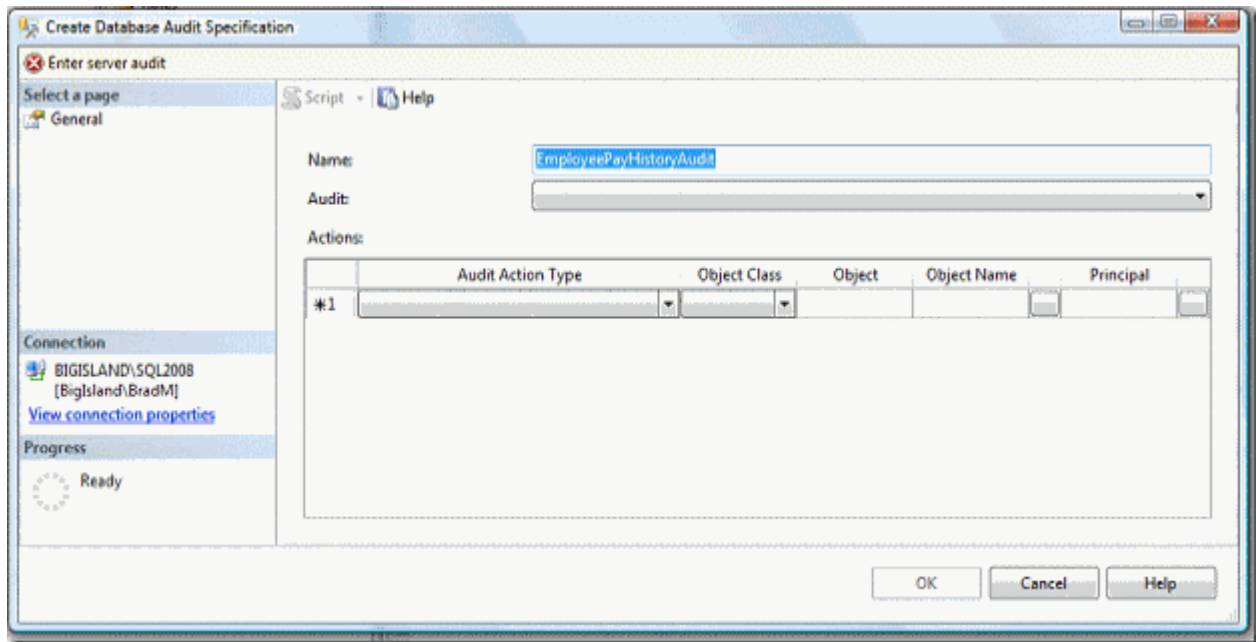 Create Database Audit Specification
Enter server audit
Select a page
General
Script
Help
Name:
EmployeePayHistoryAudit
Audit:
Actions:
Audit Action Type Object Class Object Object Name Principal
*1
Connection
BIGISLAND\SQL2008
[BigIsland\BradM]
View connection properties
Progress
Ready
OK Cancel Help